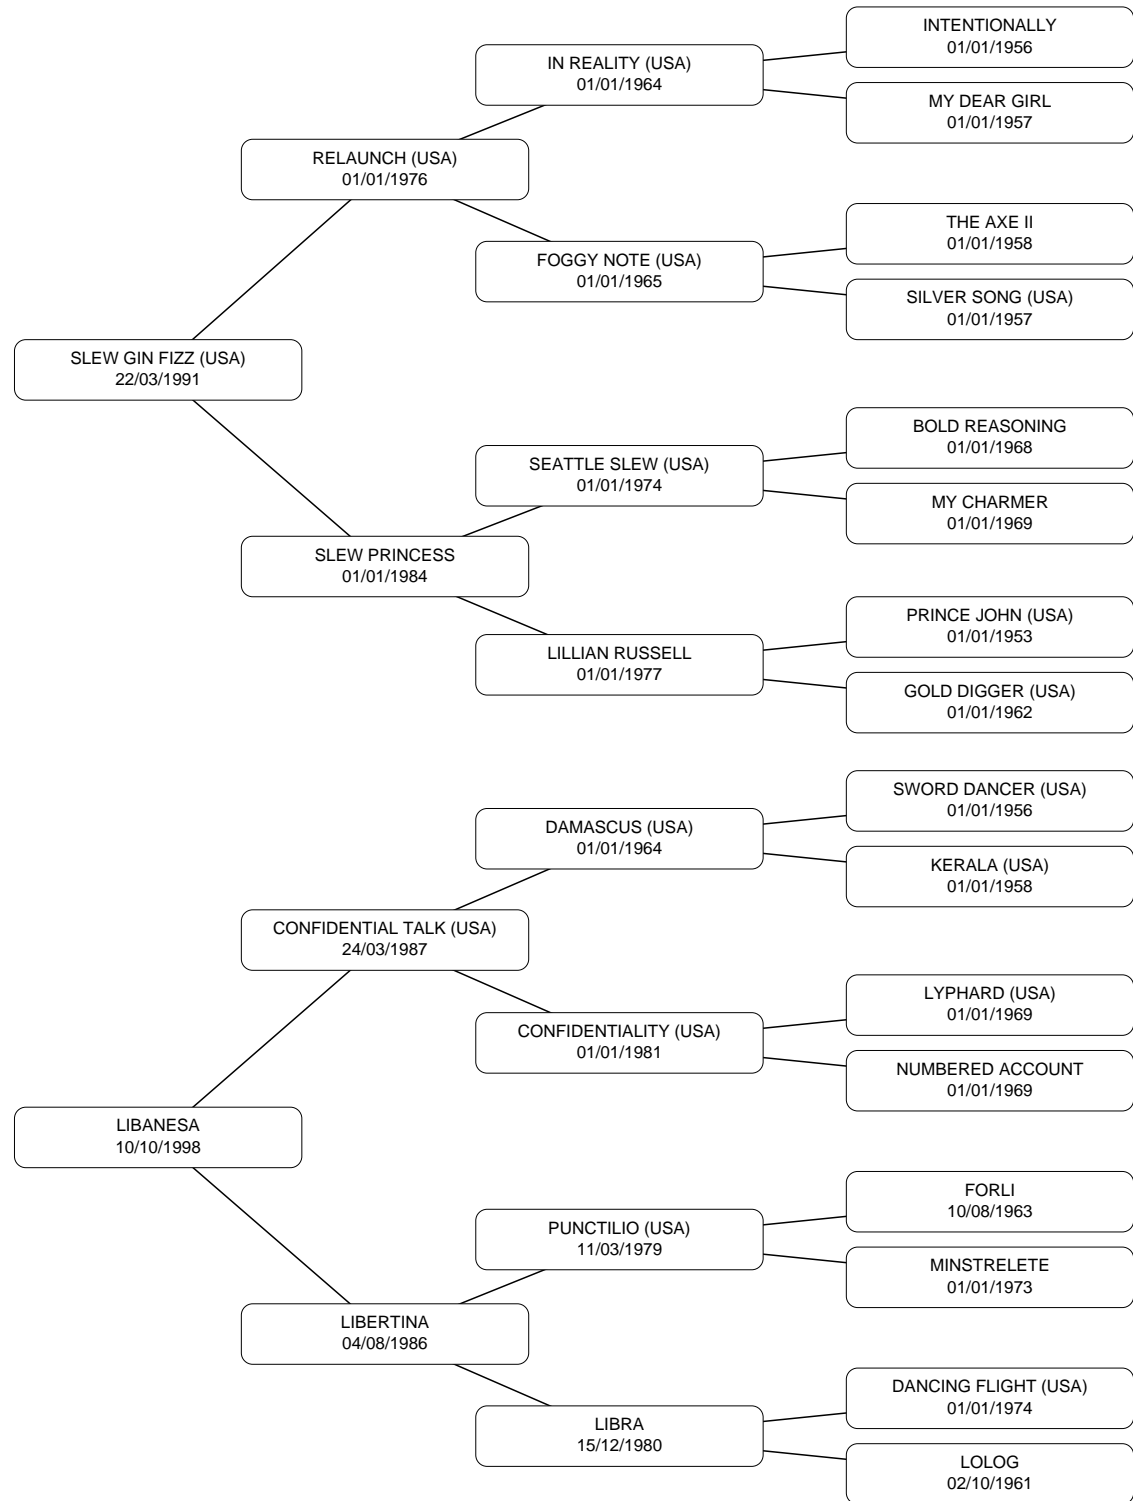 INTENTIONALLY
01/01/1956
IN REALITY (USA)
01/01/1964
MY DEAR GIRL
01/01/1957
RELAUNCH (USA)
01/01/1976
THE AXE II
01/01/1958
FOGGY NOTE (USA)
01/01/1965
SILVER SONG (USA)
01/01/1957
SLEW GIN FIZZ (USA)
22/03/1991
BOLD REASONING
01/01/1968
SEATTLE SLEW (USA)
01/01/1974
MY CHARMER
01/01/1969
SLEW PRINCESS
01/01/1984
PRINCE JOHN (USA)
01/01/1953
LILLIAN RUSSELL
01/01/1977
GOLD DIGGER (USA)
01/01/1962
SWORD DANCER (USA)
01/01/1956
DAMASCUS (USA)
01/01/1964
KERALA (USA)
01/01/1958
CONFIDENTIAL TALK (USA)
24/03/1987
LYPHARD (USA)
01/01/1969
CONFIDENTIALITY (USA)
01/01/1981
NUMBERED ACCOUNT
01/01/1969
LIBANESA
10/10/1998
FORLI
10/08/1963
PUNCTILIO (USA)
11/03/1979
MINSTRELETE
01/01/1973
LIBERTINA
04/08/1986
DANCING FLIGHT (USA)
01/01/1974
LIBRA
15/12/1980
LOLOG
02/10/1961